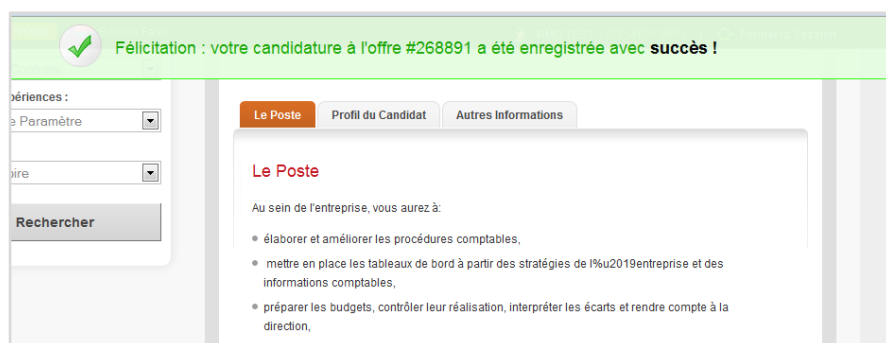 Félicitation : votre candidature à l'offre #268891 a été enregistrée avec succès !
périences :
e Paramètre
oire
Rechercher
Le Poste
Profil du Candidat
Autres Informations
Le Poste
Au sein de l'entreprise, vous aurez à:
élaborer et améliorer les procédures comptables,
mettre en place les tableaux de bord à partir des stratégies de l%u2019entreprise et des
informations comptables,
préparer les budgets, contrôler leur réalisation, interpréter les écarts et rendre compte à la
direction,